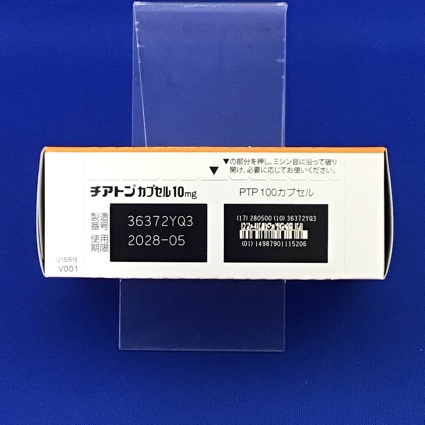 ▼の部分を押し、ミシン目に沿って破り
開け、必要に応じてお使いください。
▼
チアトンカプセル10mg
PTP 100カプセル
製造番号 36372YQ3
使用期限 2028-05
(17) 280500 (10) 36372YQ3
(01) 14987901115206
V001